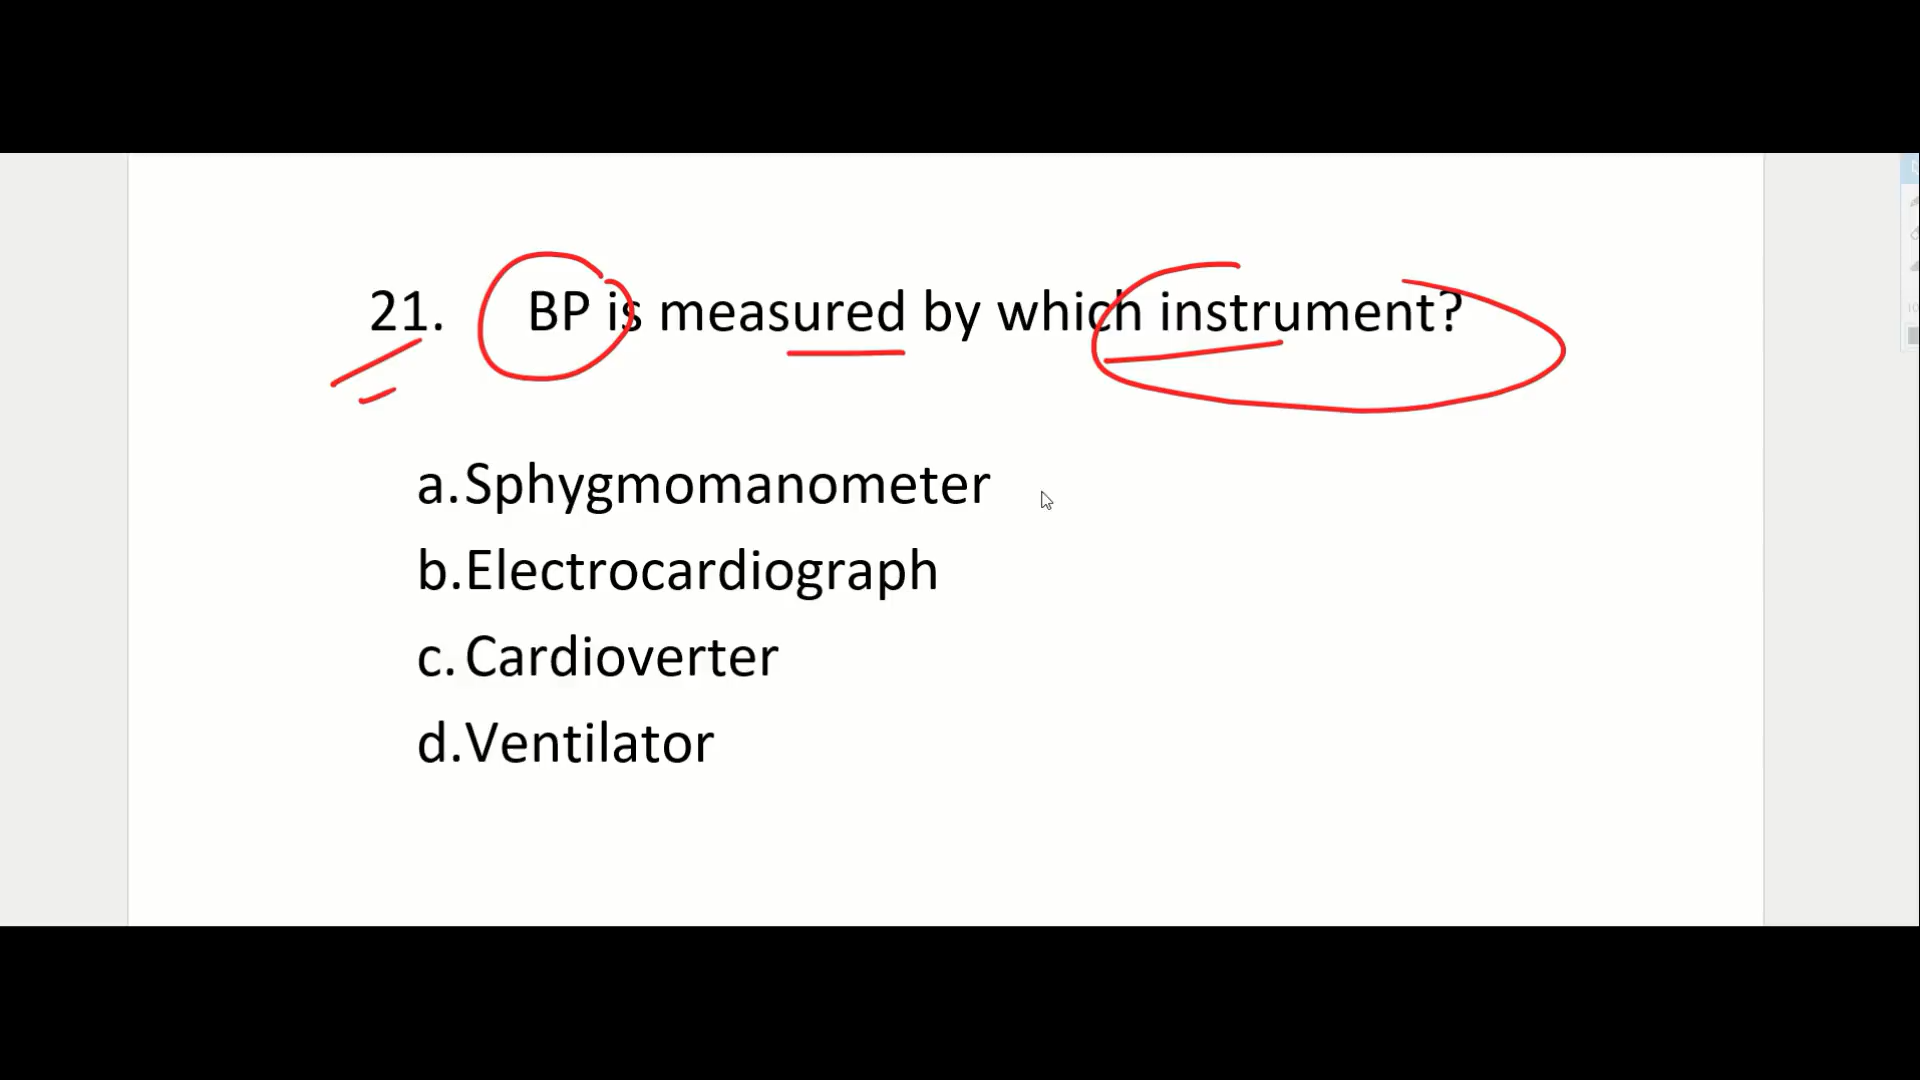 21. BP is measured by which instrument?
a. Sphygmomanometer
b. Electrocardiograph
c. Cardioverter
d. Ventilator